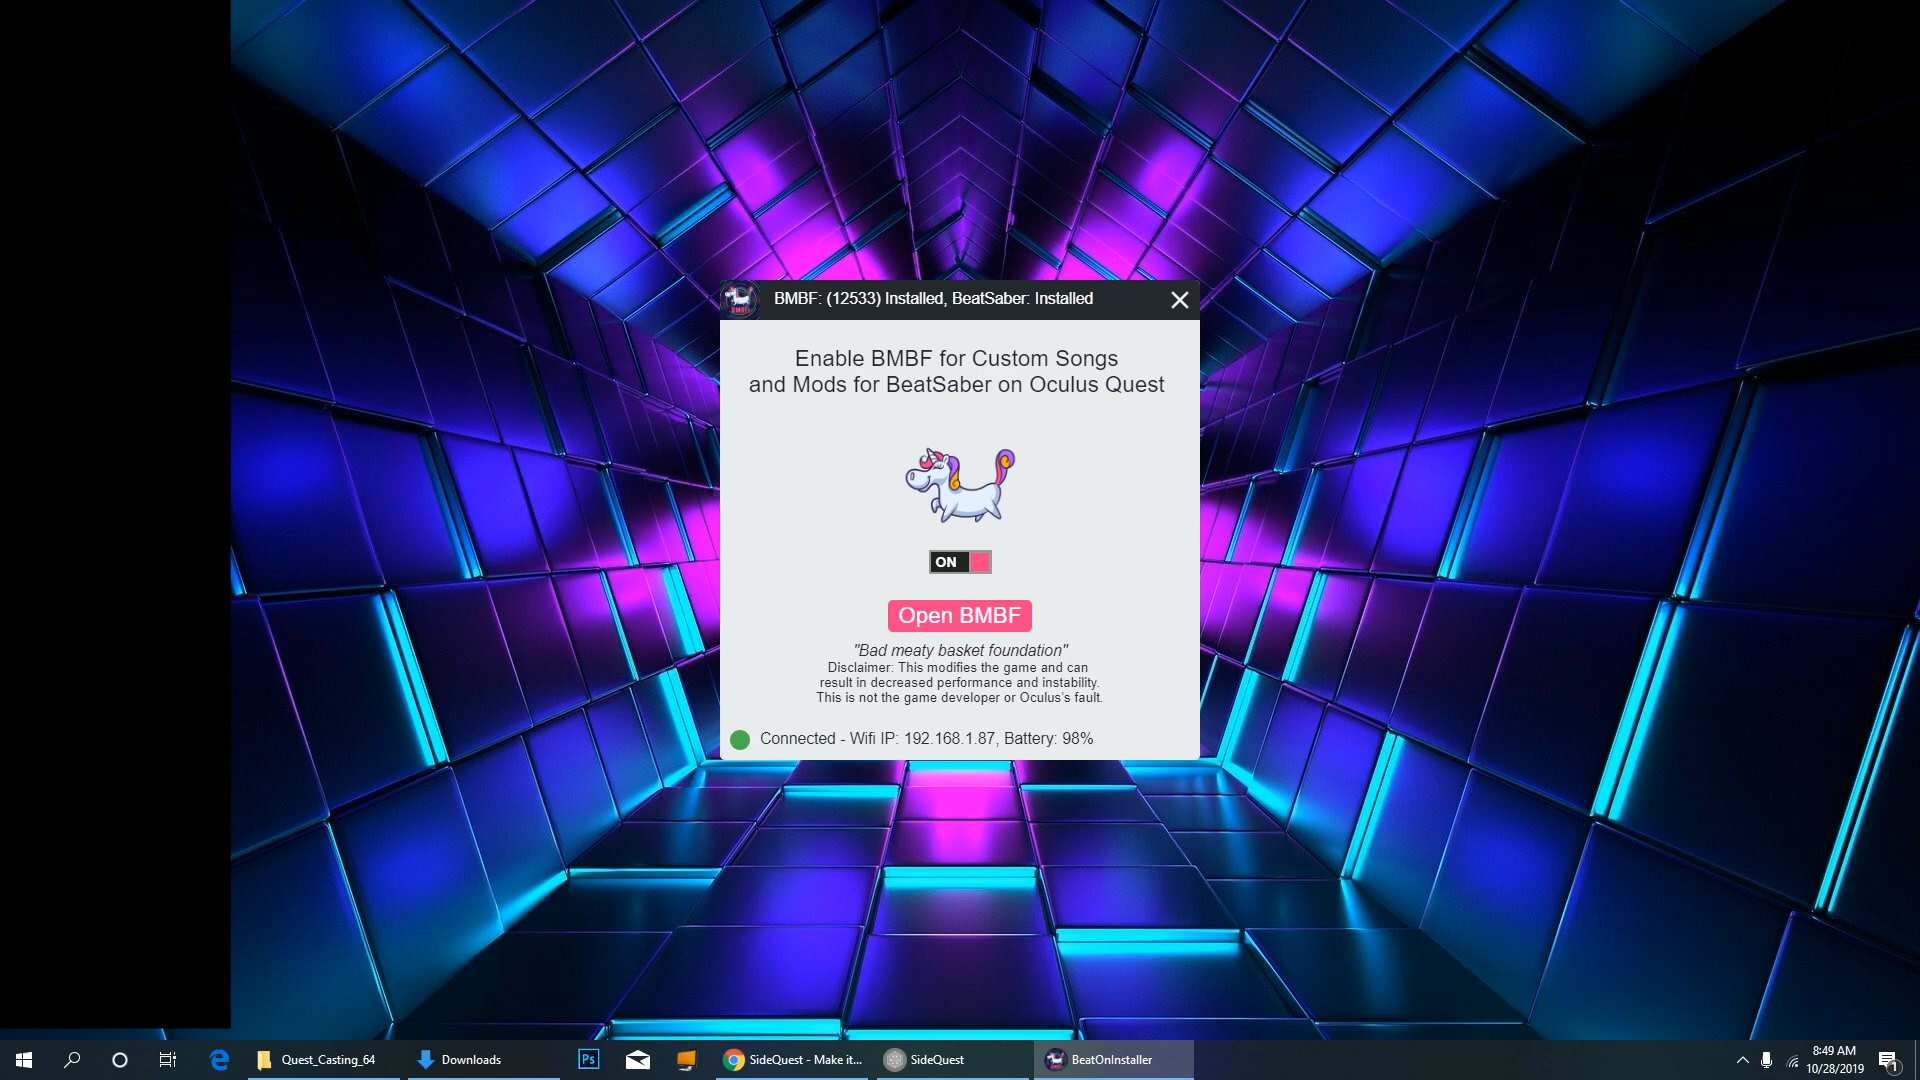 BMBF: (12533) Installed, BeatSaber: Installed
Enable BMBF for Custom Songs
and Mods for BeatSaber on Oculus Quest
ON
Open BMBF
"Bad meaty basket foundation"
Disclaimer: This modifies the game and can
result in decreased performance and instability.
This is not the game developer or Oculus's fault.
Connected - Wifi IP: 192.168.1.87, Battery: 98%
Quest_Casting_64
Downloads
Ps
SideQuest - Make it...
SideQuest
BeatOnInstaller
8:49 AM
10/28/2019
1